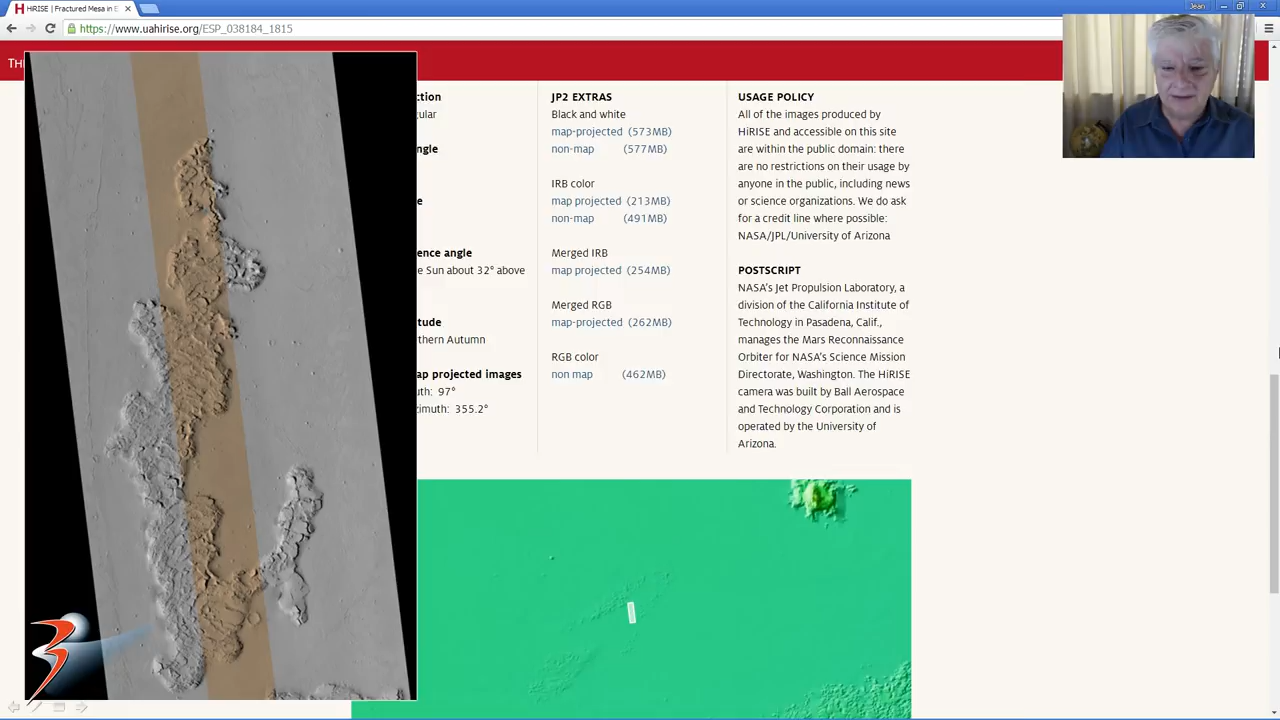 HiRISE | Fractured Mesa in E
Jean
https://www.uahirise.org/ESP_038184_1815
TH
ction
gular
ngle
e
ence angle
e Sun about 32° above
tude
thern Autumn
ap projected images
uth: 97°
zimuth: 355.2°
JP2 EXTRAS
Black and white
map-projected (573MB)
non-map (577MB)
IRB color
map projected (213MB)
non-map (491MB)
Merged IRB
map projected (254MB)
Merged RGB
map-projected (262MB)
RGB color
non map (462MB)
USAGE POLICY
All of the images produced by
HiRISE and accessible on this site
are within the public domain: there
are no restrictions on their usage by
anyone in the public, including news
or science organizations. We do ask
for a credit line where possible:
NASA/JPL/University of Arizona
POSTSCRIPT
NASA's Jet Propulsion Laboratory, a
division of the California Institute of
Technology in Pasadena, Calif.,
manages the Mars Reconnaissance
Orbiter for NASA's Science Mission
Directorate, Washington. The HiRISE
camera was built by Ball Aerospace
and Technology Corporation and is
operated by the University of
Arizona.